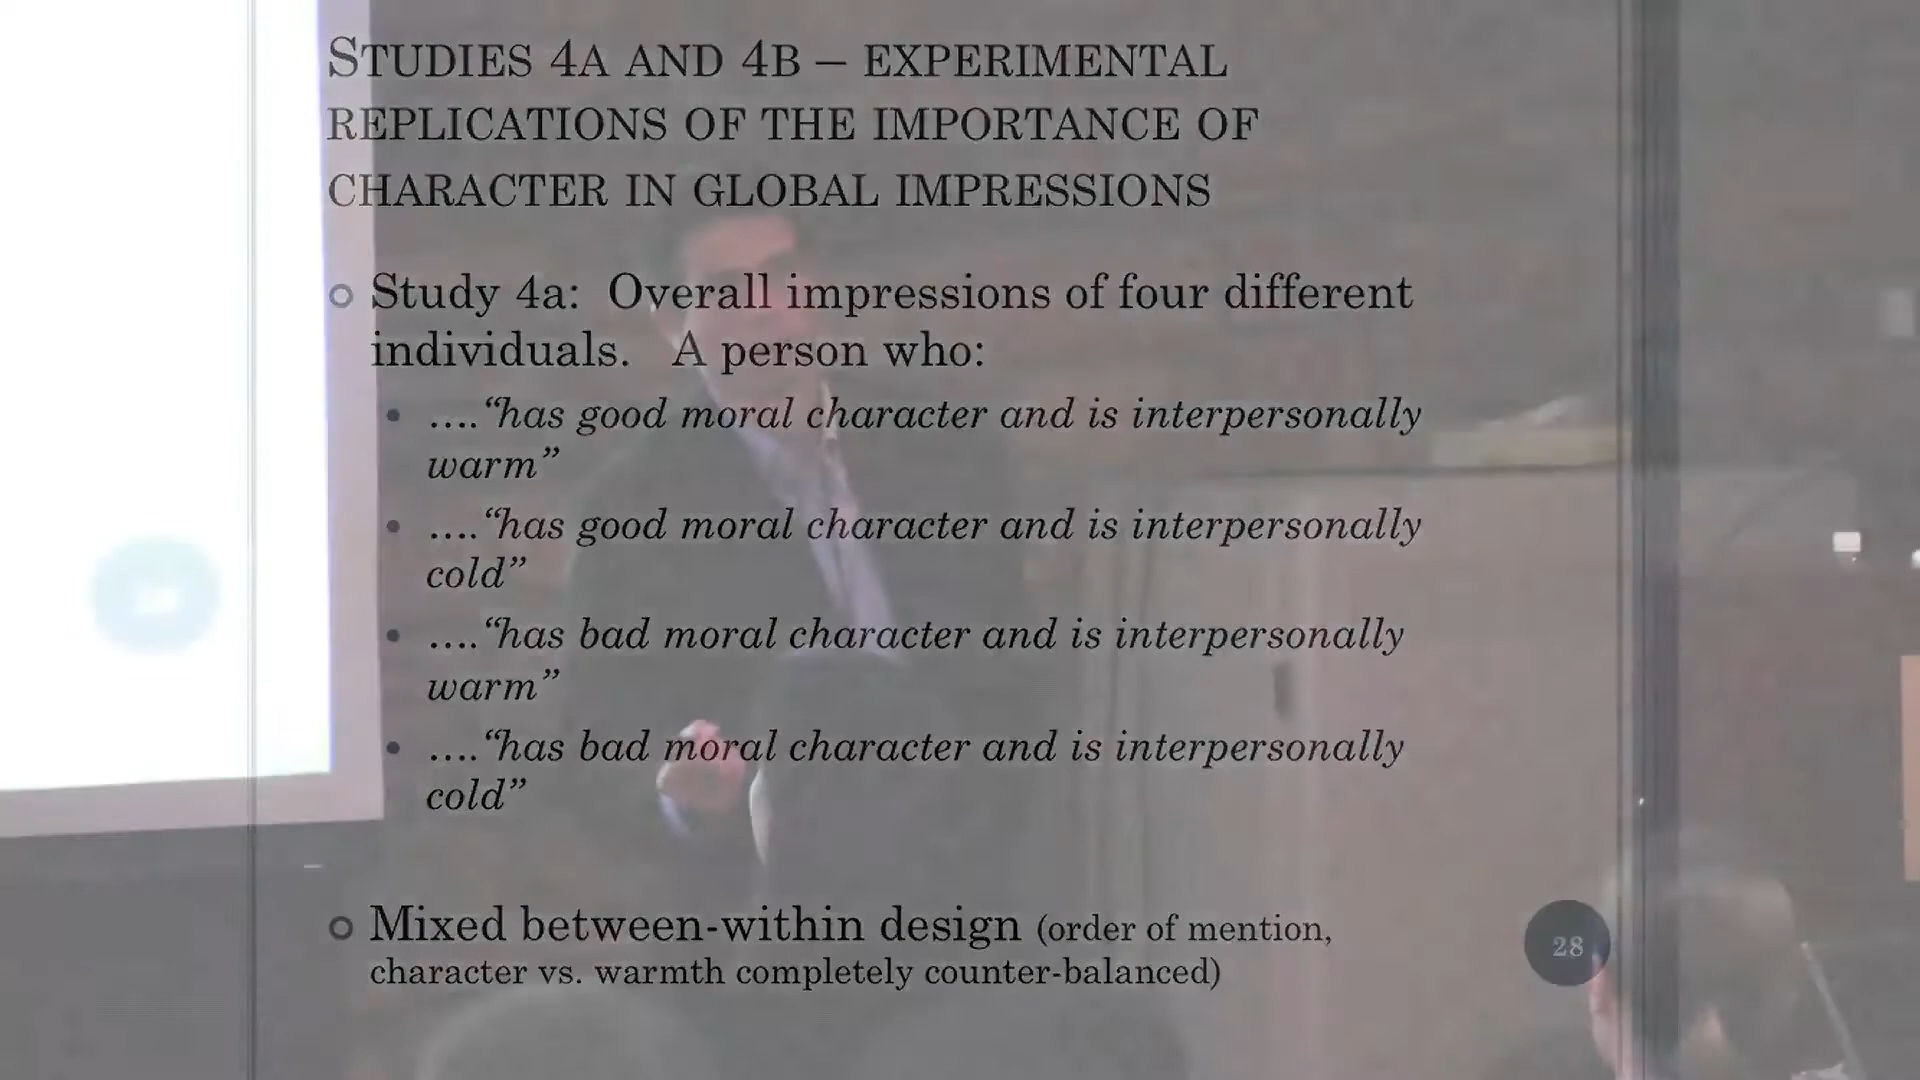 STUDIES 4A AND 4B – EXPERIMENTAL
REPLICATIONS OF THE IMPORTANCE OF
CHARACTER IN GLOBAL IMPRESSIONS
Study 4a: Overall impressions of four different
individuals. A person who:
…."has good moral character and is interpersonally
warm”
…."has good moral character and is interpersonally
cold”
…."has bad moral character and is interpersonally
warm”
…."has bad moral character and is interpersonally
cold”
Mixed between-within design (order of mention,
character vs. warmth completely counter-balanced)
28